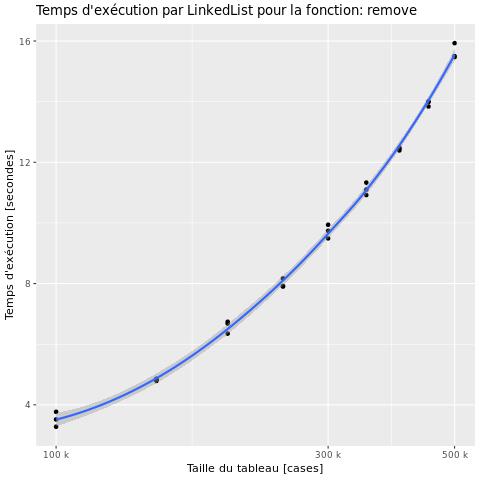 Temps d'exécution par LinkedList pour la fonction: remove
16
12
8
4
Temps d'exécution [secondes]
100 k
300 k
500 k
Taille du tableau [cases]